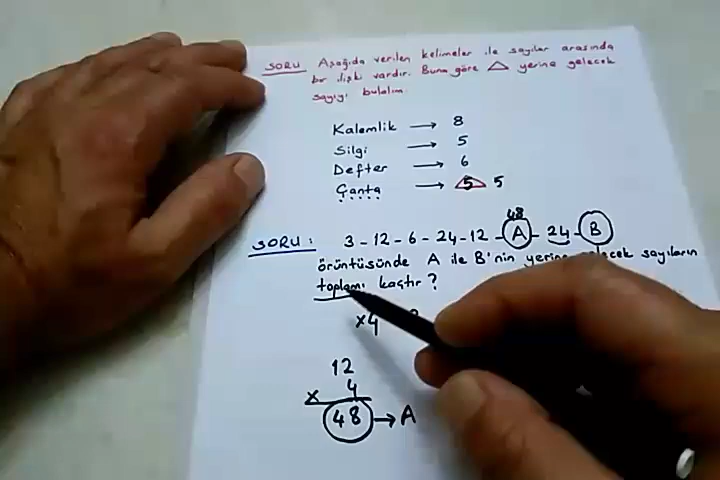 SORU Aşağıda verilen kelimeler ile sayılar arasında
bir ilişki vardır. Buna göre △ yerine gelecek
sayıyı bulalım.
Kalemlik → 8
Silgi → 5
Defter → 6
Çanta → 5 5
48
SORU : 3 - 12 - 6 - 24 - 12 - A - 24 - B
örüntüsünde A ile B'nin yerine gelecek sayıların
toplamı kaçtır ?
x4
12
x 4
48 → A